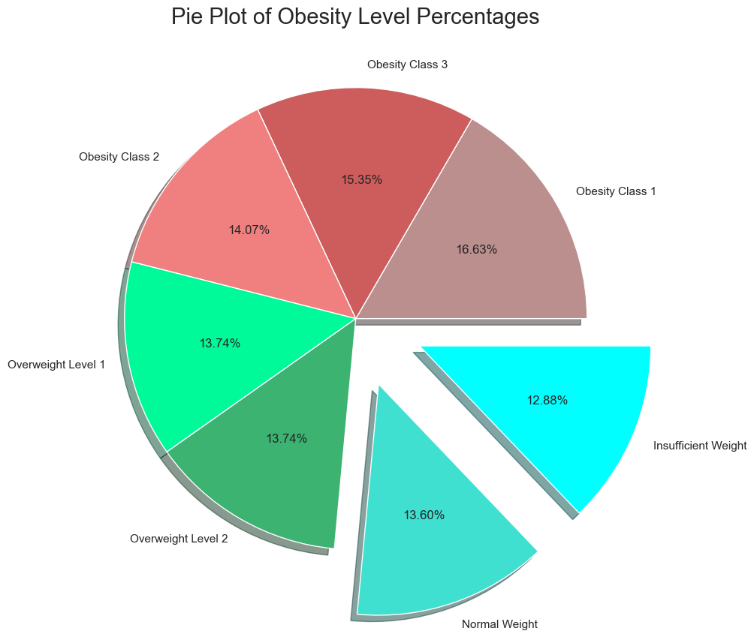 Pie Plot of Obesity Level Percentages
Obesity Class 3
Obesity Class 2
Obesity Class 1
15.35%
14.07%
16.63%
13.74%
Overweight Level 1
12.88%
13.74%
Insufficient Weight
13.60%
Overweight Level 2
Normal Weight